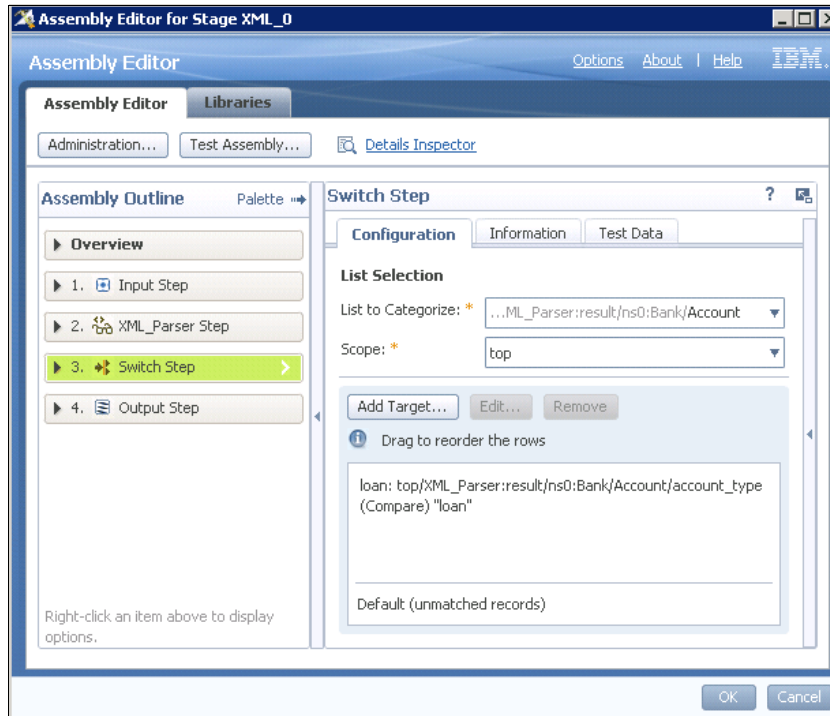 Assembly Editor for Stage XML_0
Assembly Editor
Options About | Help IBM.
Assembly Editor Libraries
Administration... Test Assembly... Details Inspector
Assembly Outline Palette
Overview
1. Input Step
2. XML_Parser Step
3. Switch Step
4. Output Step
Right-click an item above to display
options.
Switch Step ?
Configuration Information Test Data
List Selection
List to Categorize: * ...ML_Parser:result/ns0:Bank/Account
Scope: * top
Add Target... Edit... Remove
Drag to reorder the rows
loan: top/XML_Parser:result/ns0:Bank/Account/account_type
(Compare) "loan"
Default (unmatched records)
OK Cancel